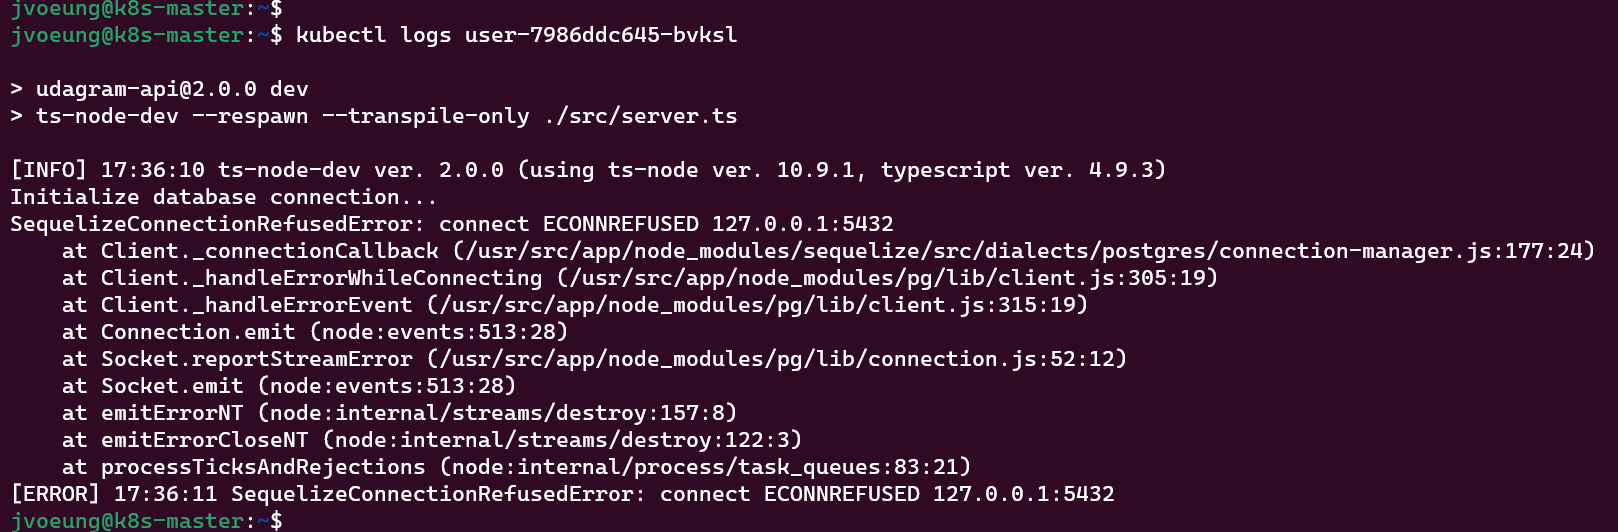 jvoeung@k8s-master:~$
jvoeung@k8s-master:~$ kubectl logs user-7986ddc645-bvksl
> udagram-api@2.0.0 dev
> ts-node-dev --respawn --transpile-only ./src/server.ts
[INFO] 17:36:10 ts-node-dev ver. 2.0.0 (using ts-node ver. 10.9.1, typescript ver. 4.9.3)
Initialize database connection...
SequelizeConnectionRefusedError: connect ECONNREFUSED 127.0.0.1:5432
    at Client._connectionCallback (/usr/src/app/node_modules/sequelize/src/dialects/postgres/connection-manager.js:177:24)
    at Client._handleErrorWhileConnecting (/usr/src/app/node_modules/pg/lib/client.js:305:19)
    at Client._handleErrorEvent (/usr/src/app/node_modules/pg/lib/client.js:315:19)
    at Connection.emit (node:events:513:28)
    at Socket.reportStreamError (/usr/src/app/node_modules/pg/lib/connection.js:52:12)
    at Socket.emit (node:events:513:28)
    at emitErrorNT (node:internal/streams/destroy:157:8)
    at emitErrorCloseNT (node:internal/streams/destroy:122:3)
    at processTicksAndRejections (node:internal/process/task_queues:83:21)
[ERROR] 17:36:11 SequelizeConnectionRefusedError: connect ECONNREFUSED 127.0.0.1:5432
jvoeung@k8s-master:~$